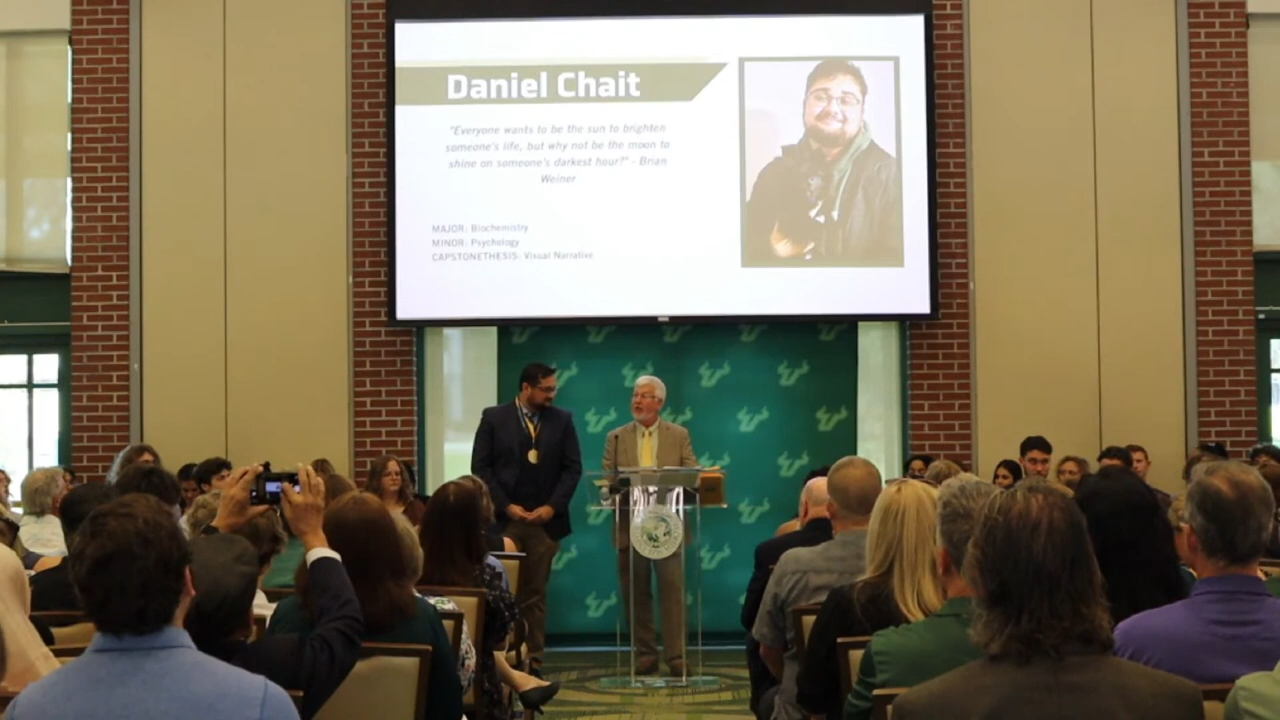 Daniel Chait
"Everyone wants to be the sun to brighten
someone's life, but why not be the moon to
shine on someone's darkest hour?" - Brian
Weiner
MAJOR: Biochemistry
MINOR: Psychology
CAPSTONETHESIS: Visual Narrative